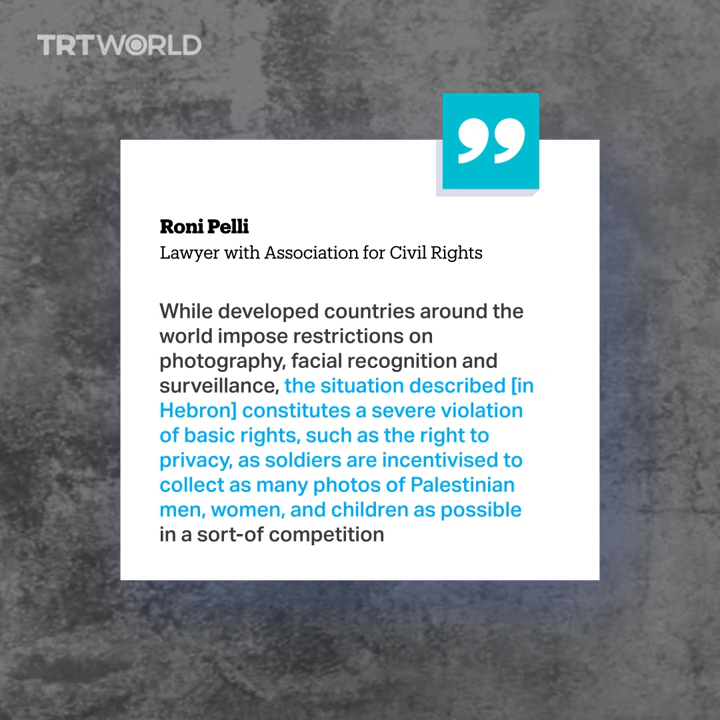 TRTWORLD
”
Roni Pelli
Lawyer with Association for Civil Rights
While developed countries around the
world impose restrictions on
photography, facial recognition and
surveillance, the situation described [in
Hebron] constitutes a severe violation
of basic rights, such as the right to
privacy, as soldiers are incentivised to
collect as many photos of Palestinian
men, women, and children as possible
in a sort-of competition